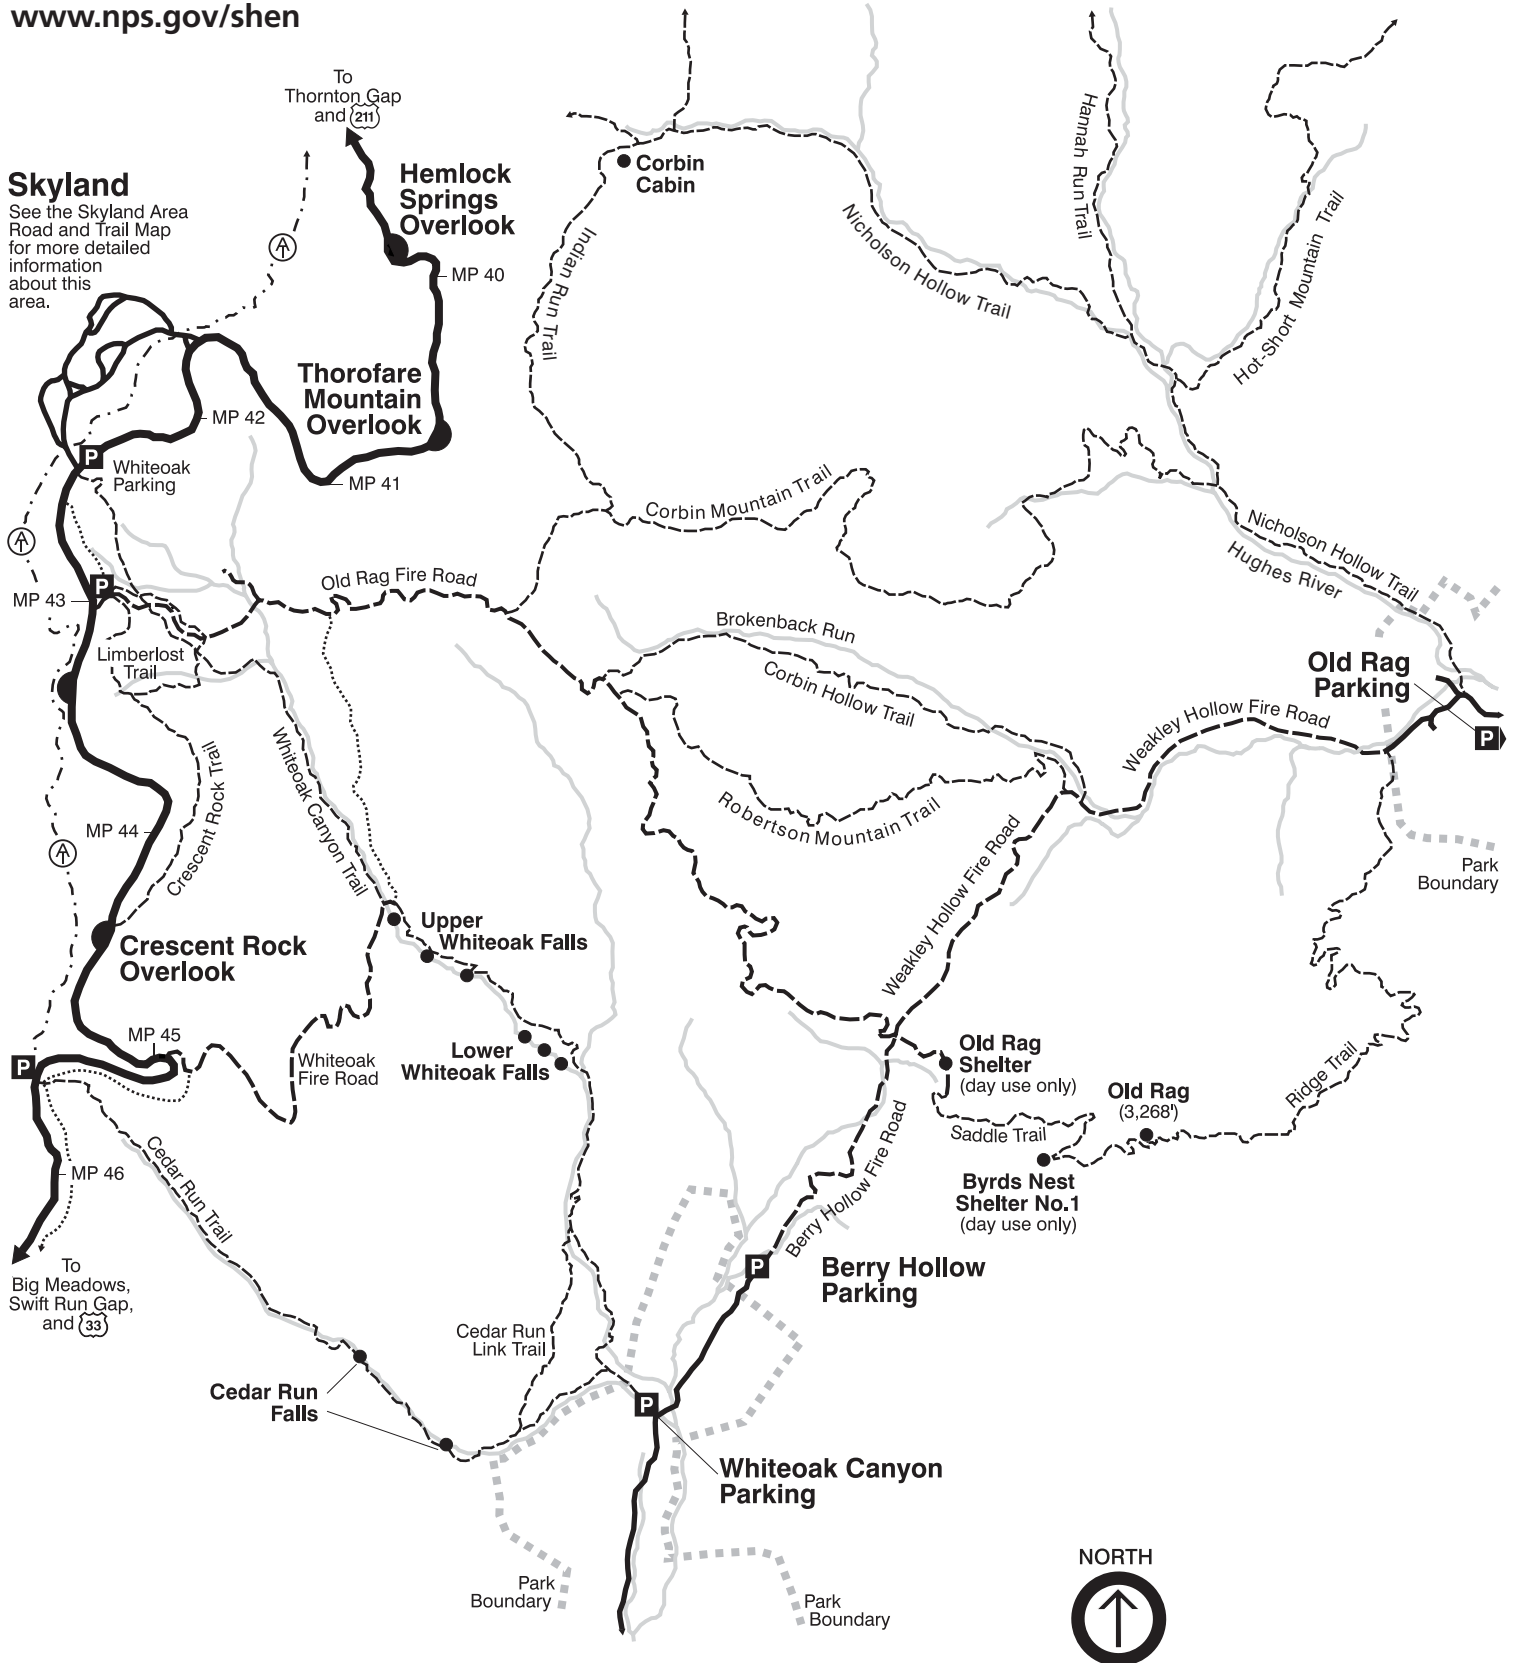 www.nps.gov/shen
To
Thornton Gap
and 211
Skyland
See the Skyland Area
Road and Trail Map
for more detailed
information
about this
area.
Hemlock
Springs
Overlook
MP 40
Corbin
Cabin
Indian Run Trail
Nicholson Hollow Trail
Hannah Run Trail
Hot-Short Mountain Trail
Thorofare
Mountain
Overlook
MP 42
MP 41
P
Whiteoak
Parking
Corbin Mountain Trail
Nicholson Hollow Trail
Hughes River
Old Rag Fire Road
P
MP 43
Limberlost
Trail
Brokenback Run
Corbin Hollow Trail
Old Rag
Parking
P
Weakley Hollow Fire Road
Whiteoak Canyon Trail
Crescent Rock Trail
MP 44
Robertson Mountain Trail
Weakley Hollow Fire Road
Park
Boundary
Crescent Rock
Overlook
Upper
Whiteoak Falls
MP 45
P
Whiteoak
Fire Road
Lower
Whiteoak Falls
Old Rag
Shelter
(day use only)
Old Rag
(3,268')
Ridge Trail
Saddle Trail
Byrds Nest
Shelter No.1
(day use only)
Berry Hollow Fire Road
MP 46
Cedar Run Trail
To
Big Meadows,
Swift Run Gap,
and 33
P
Berry Hollow
Parking
Cedar Run
Link Trail
Cedar Run
Falls
P
Whiteoak Canyon
Parking
Park
Boundary
Park
Boundary
NORTH